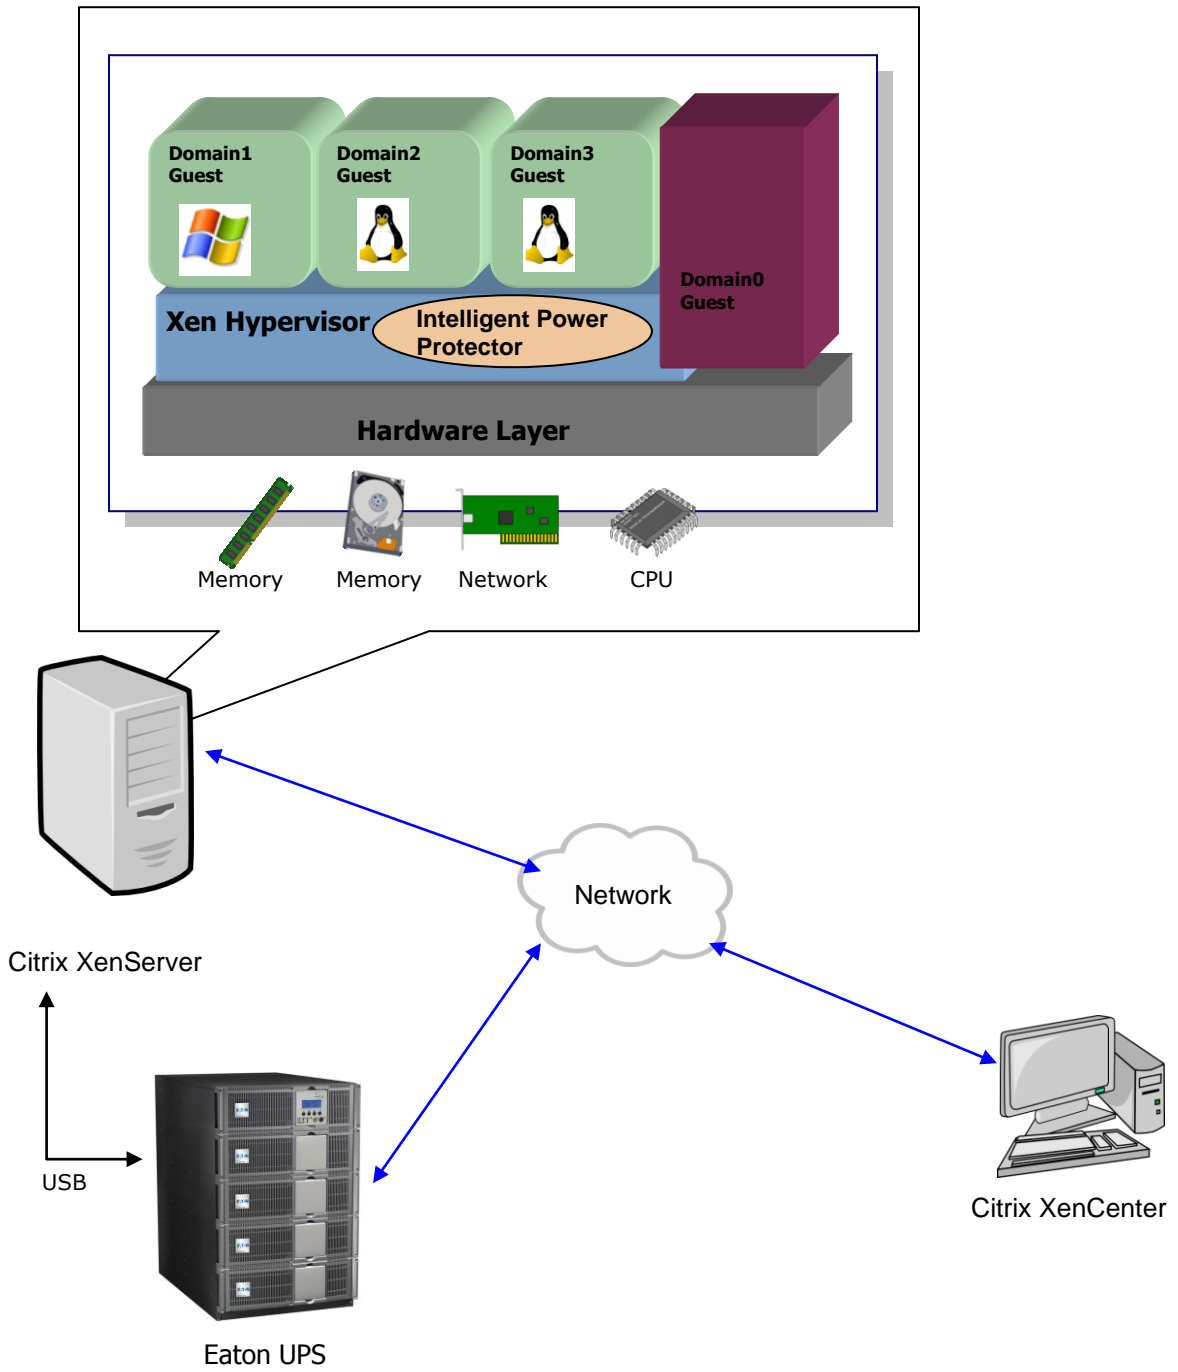 Domain1
Guest
Domain2
Guest
Domain3
Guest
Domain0
Guest
Xen Hypervisor
Intelligent Power
Protector
Hardware Layer
Memory
Memory
Network
CPU
Network
Citrix XenServer
USB
Citrix XenCenter
Eaton UPS